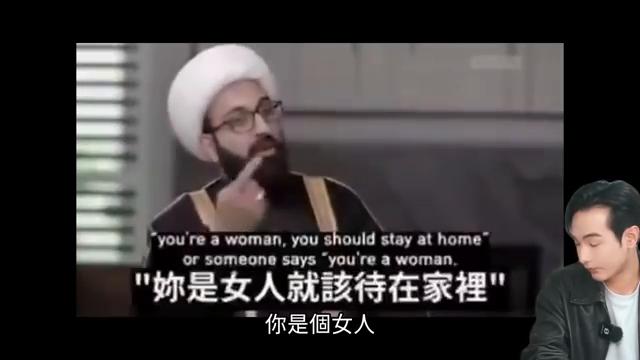 "you're a woman, you should stay at home"
or someone says "you're a woman,
"妳是女人就該待在家裡"
你是個女人